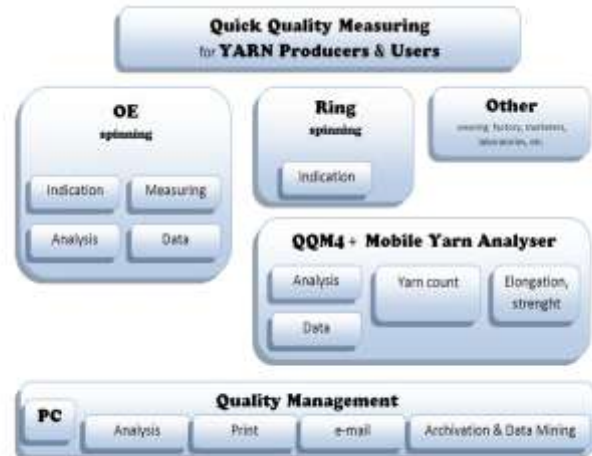 Quick Quality Measuring
for YARN Producers & Users
OE
spinning
Indication
Measuring
Analysis
Data
Ring
spinning
Indication
Other
weaving factory, marketers,
laboratories, etc.
QQM4+ Mobile Yarn Analyser
Analysis
Data
Yarn count
Elongation,
strenght
Quality Management
PC
Analysis
Print
e-mail
Archivation & Data Mining